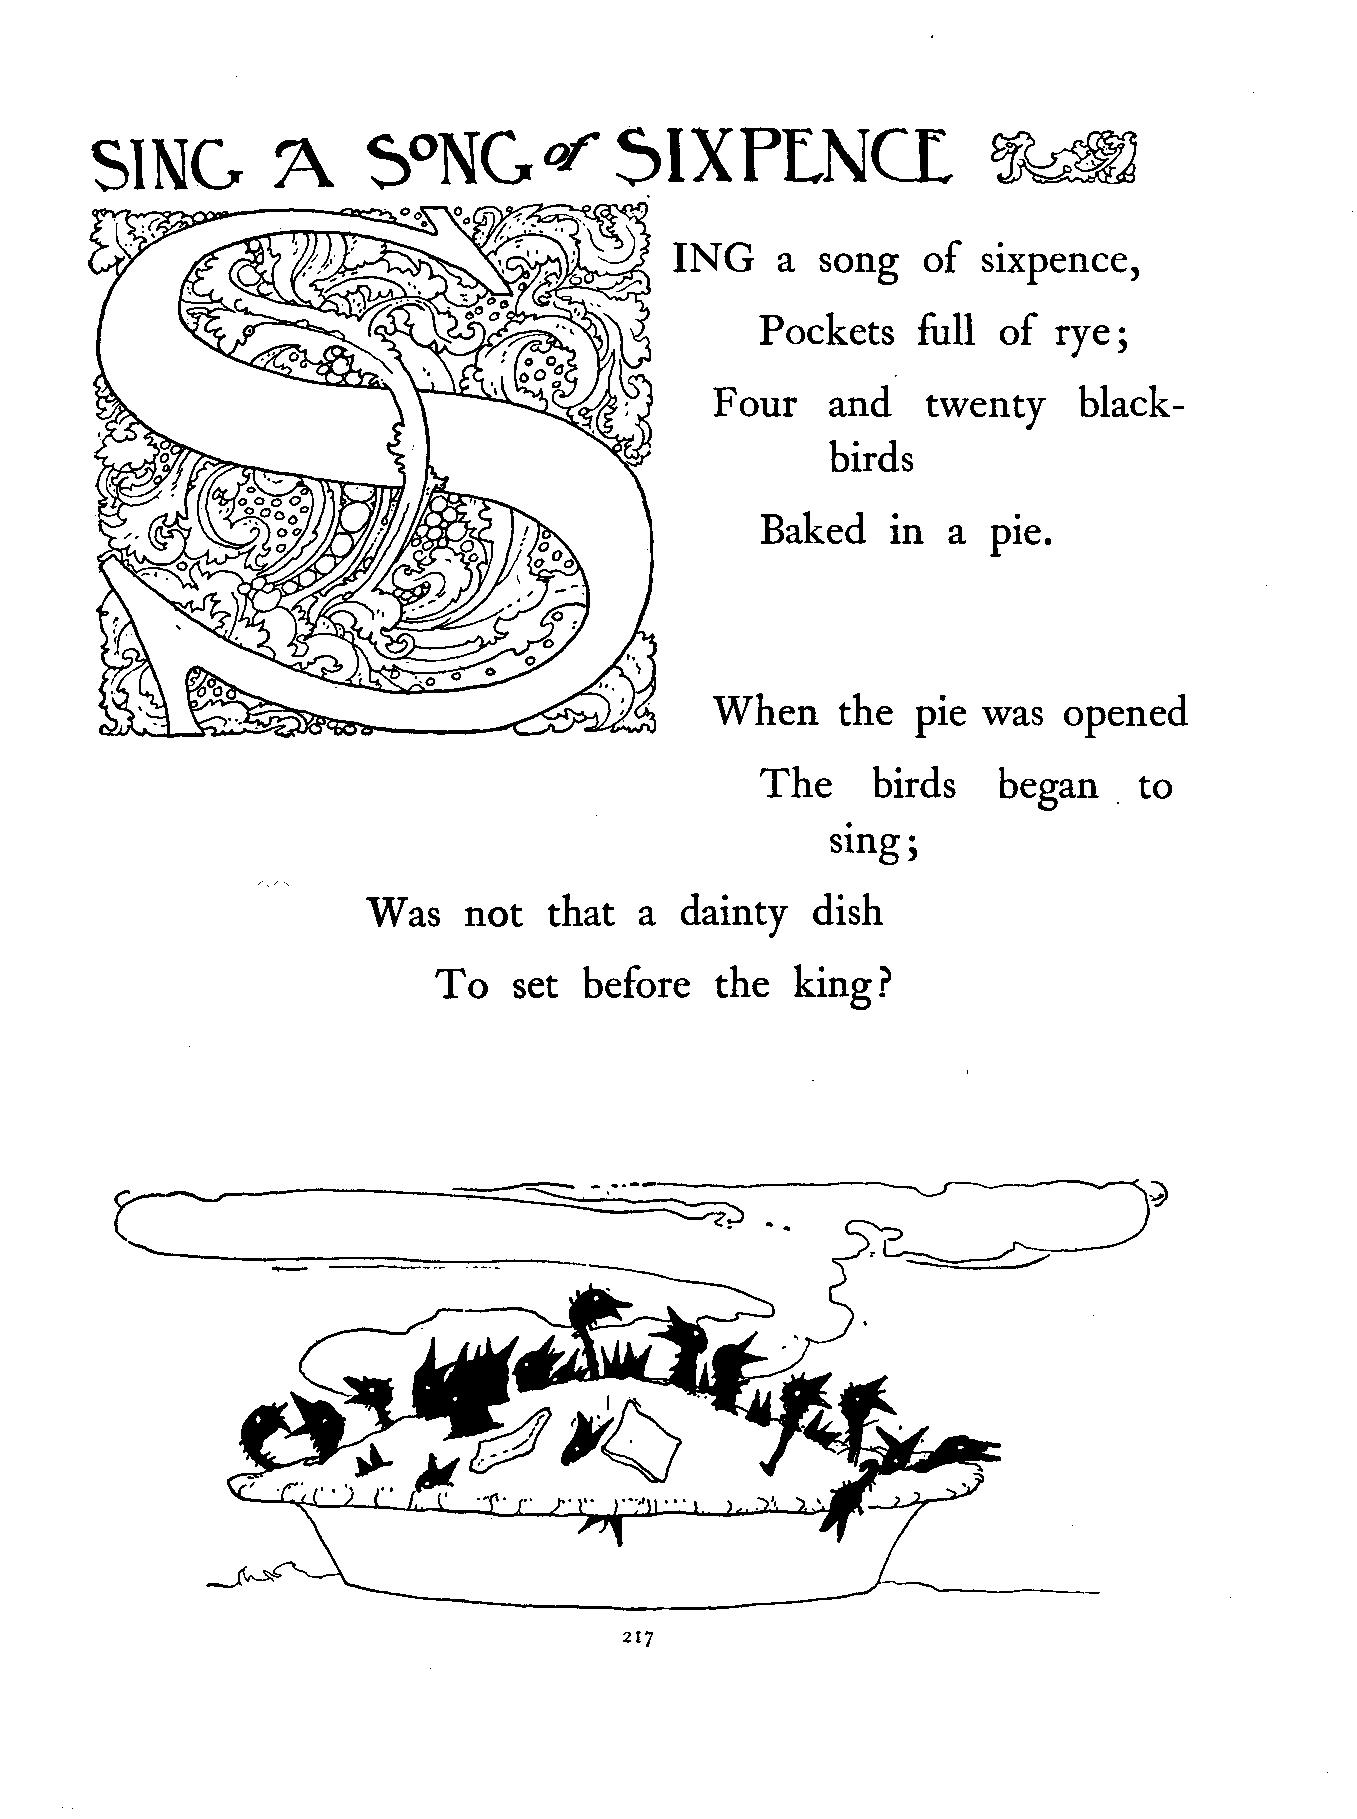 SING A SONG of SIXPENCE
SING a song of sixpence,
Pockets full of rye;
Four and twenty black-
birds
Baked in a pie.
When the pie was opened
The birds began to
sing;
Was not that a dainty dish
To set before the king?
217